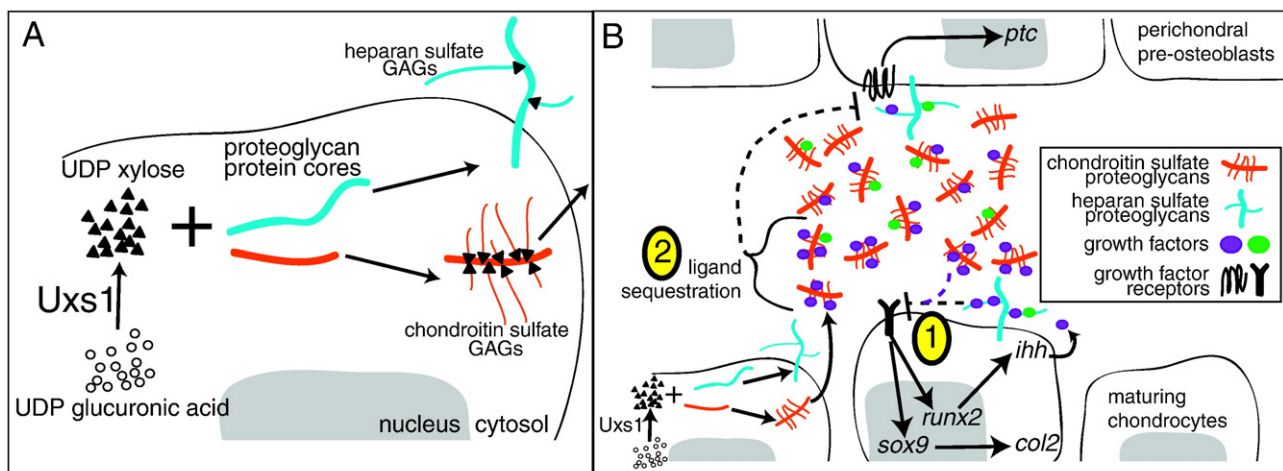 A
heparan sulfate
GAGs
proteoglycan
protein cores
UDP xylose
+
Uxs1
chondroitin sulfate
GAGs
UDP glucuronic acid
nucleus
cytosol
B
ptc
perichondral
pre-osteoblasts
chondroitin sulfate
proteoglycans
heparan sulfate
proteoglycans
growth factors
growth factor
receptors
2
ligand
sequestration
1
ihh
Uxs1
+
runx2
sox9
col2
maturing
chondrocytes